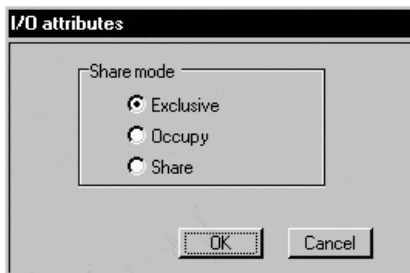 I/O attributes
Share mode
Exclusive
Occupy
Share
OK
Cancel